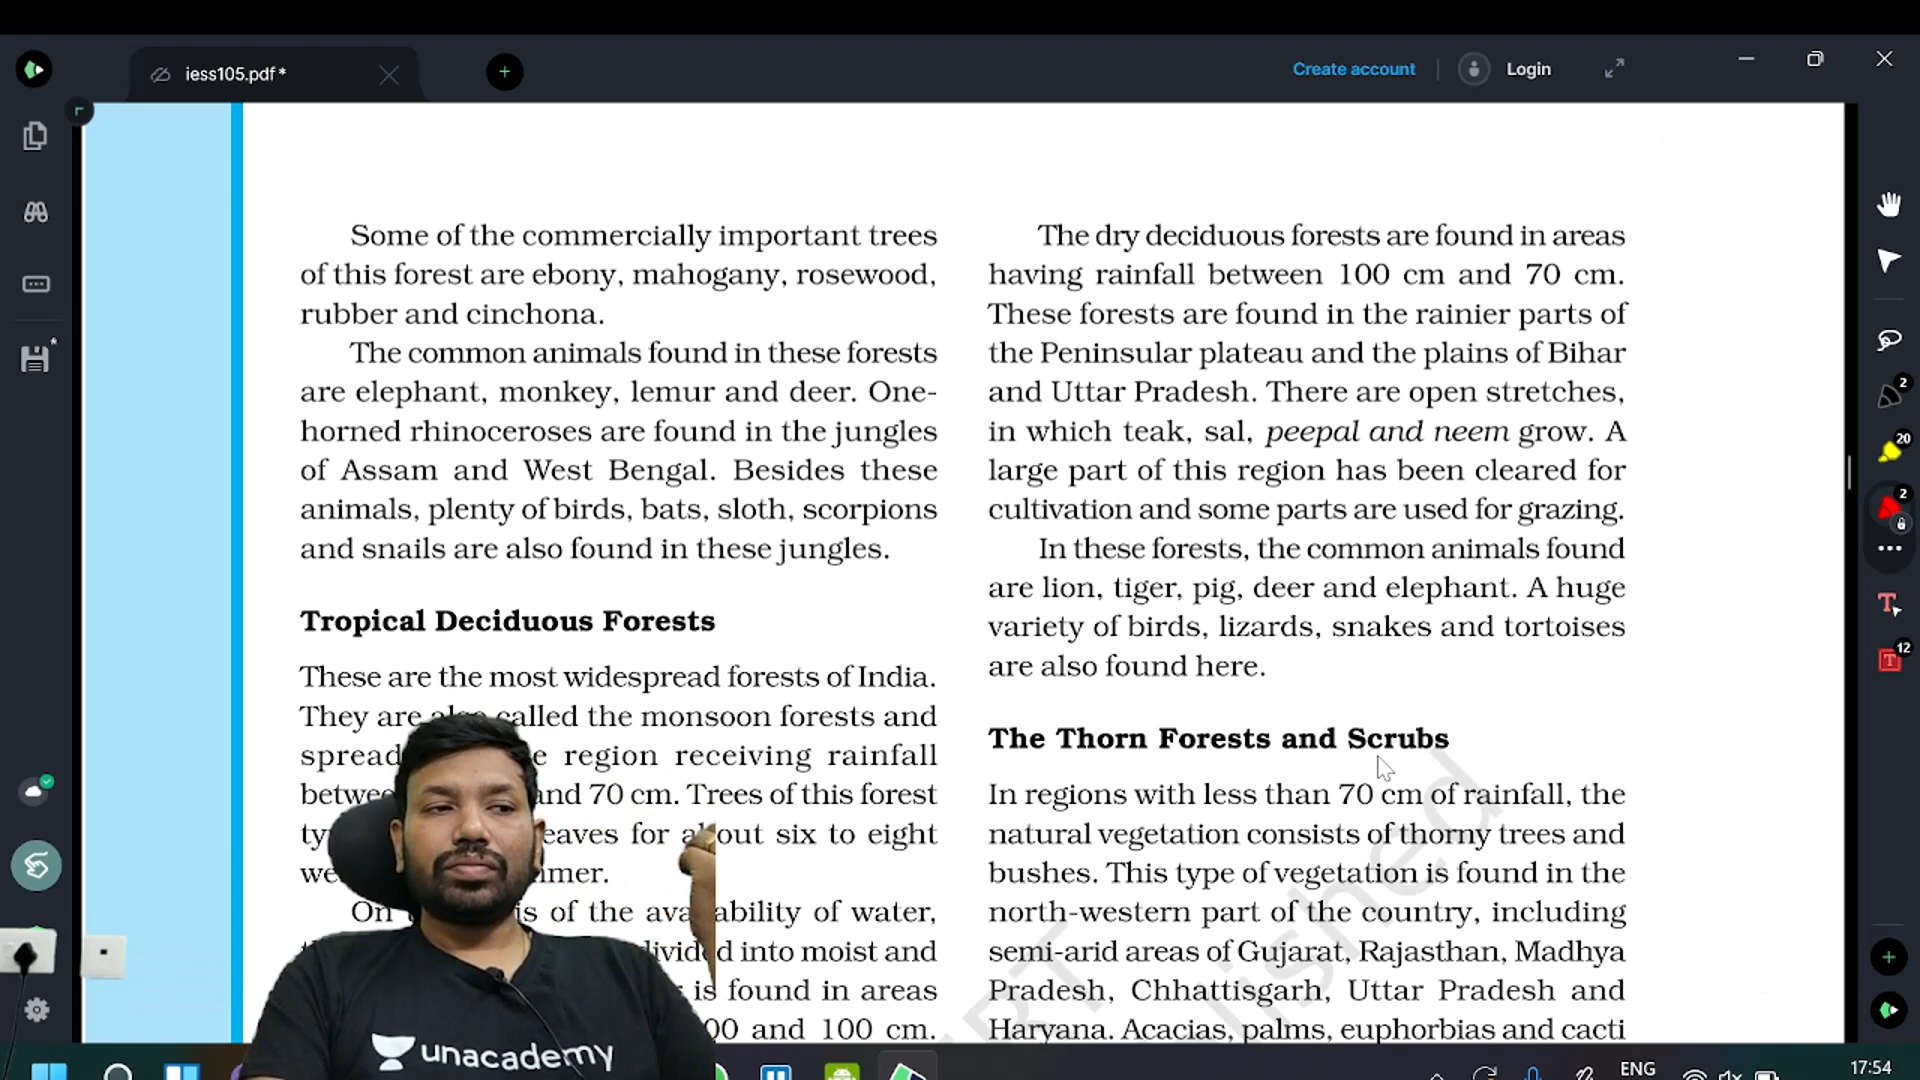 iess105.pdf*
Create account
Login
Some of the commercially important trees
of this forest are ebony, mahogany, rosewood,
rubber and cinchona.
The common animals found in these forests
are elephant, monkey, lemur and deer. One-
horned rhinoceroses are found in the jungles
of Assam and West Bengal. Besides these
animals, plenty of birds, bats, sloth, scorpions
and snails are also found in these jungles.
Tropical Deciduous Forests
These are the most widespread forests of India.
They are also called the monsoon forests and
spread region receiving rainfall
and 70 cm. Trees of this forest
eaves for about six to eight
we mmer.
On is of the availability of water,
divided into moist and
is found in areas
00 and 100 cm.
The dry deciduous forests are found in areas
having rainfall between 100 cm and 70 cm.
These forests are found in the rainier parts of
the Peninsular plateau and the plains of Bihar
and Uttar Pradesh. There are open stretches,
in which teak, sal, peepal and neem grow. A
large part of this region has been cleared for
cultivation and some parts are used for grazing.
In these forests, the common animals found
are lion, tiger, pig, deer and elephant. A huge
variety of birds, lizards, snakes and tortoises
are also found here.
The Thorn Forests and Scrubs
In regions with less than 70 cm of rainfall, the
natural vegetation consists of thorny trees and
bushes. This type of vegetation is found in the
north-western part of the country, including
semi-arid areas of Gujarat, Rajasthan, Madhya
Pradesh, Chhattisgarh, Uttar Pradesh and
Haryana. Acacias, palms, euphorbias and cacti
2
20
2
12
unacademy
ENG
17:54